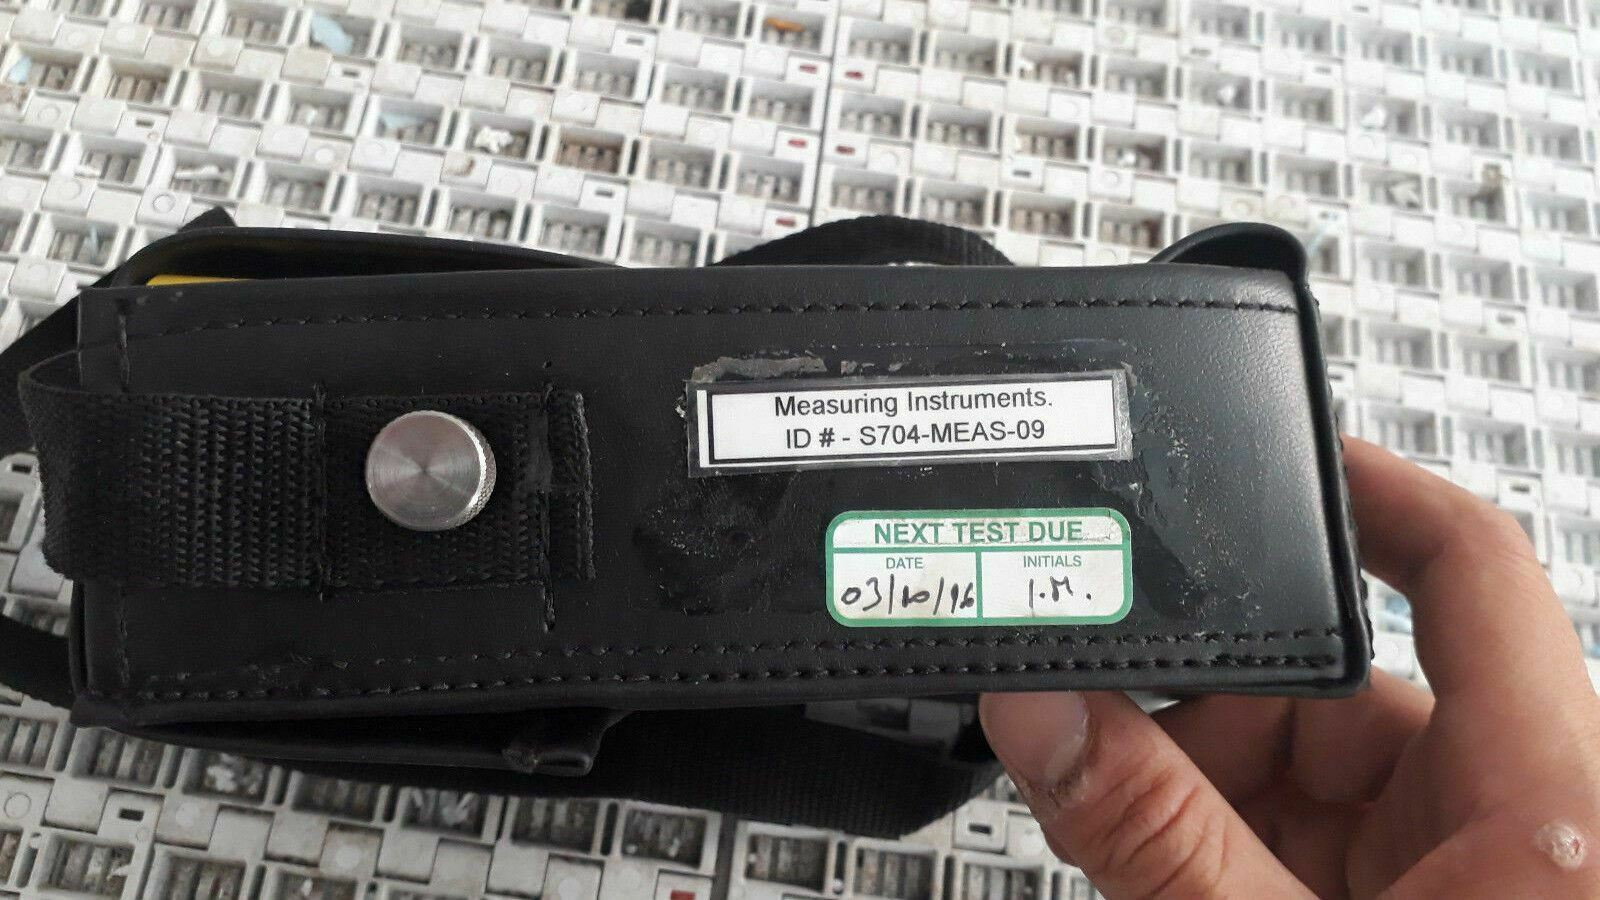 Measuring Instruments.
ID # - S704-MEAS-09
NEXT TEST DUE
DATE
INITIALS
03/10/16
I.M.